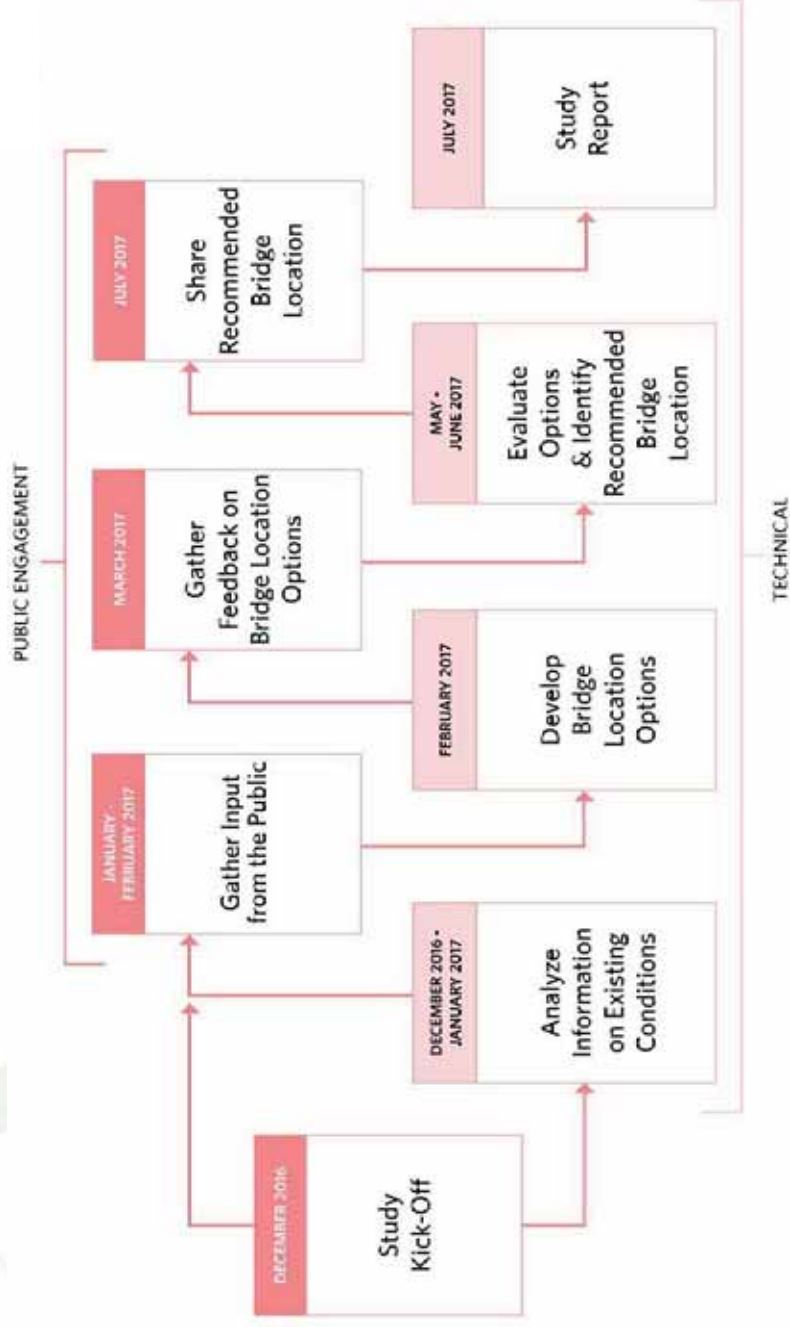 PUBLIC ENGAGEMENT
DECEMBER 2016
Study
Kick-Off
JANUARY -
FEBRUARY 2017
Gather Input
from the Public
MARCH 2017
Gather
Feedback on
Bridge Location
Options
JULY 2017
Share
Recommended
Bridge
Location
DECEMBER 2016 •
JANUARY 2017
Analyze
Information
on Existing
Conditions
FEBRUARY 2017
Develop
Bridge
Location
Options
MAY •
JUNE 2017
Evaluate
Options
& Identify
Recommended
Bridge
Location
JULY 2017
Study
Report
TECHNICAL